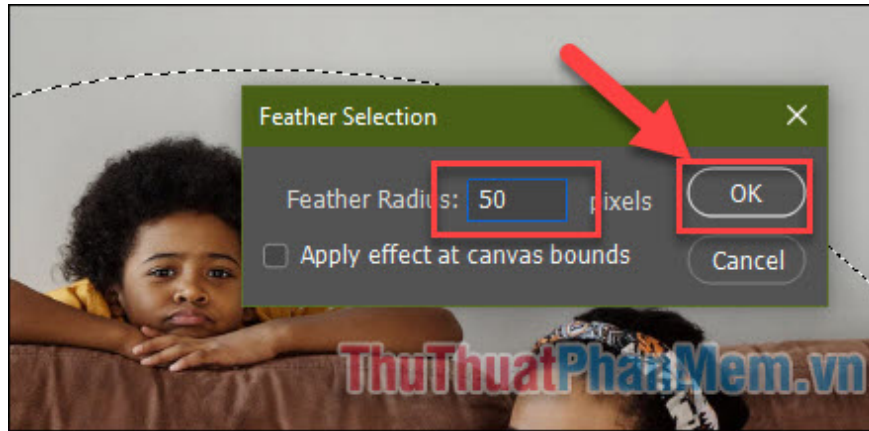 Feather Selection
Feather Radius: 50 pixels
OK
Apply effect at canvas bounds
Cancel
ThuThuatPhanMem.vn